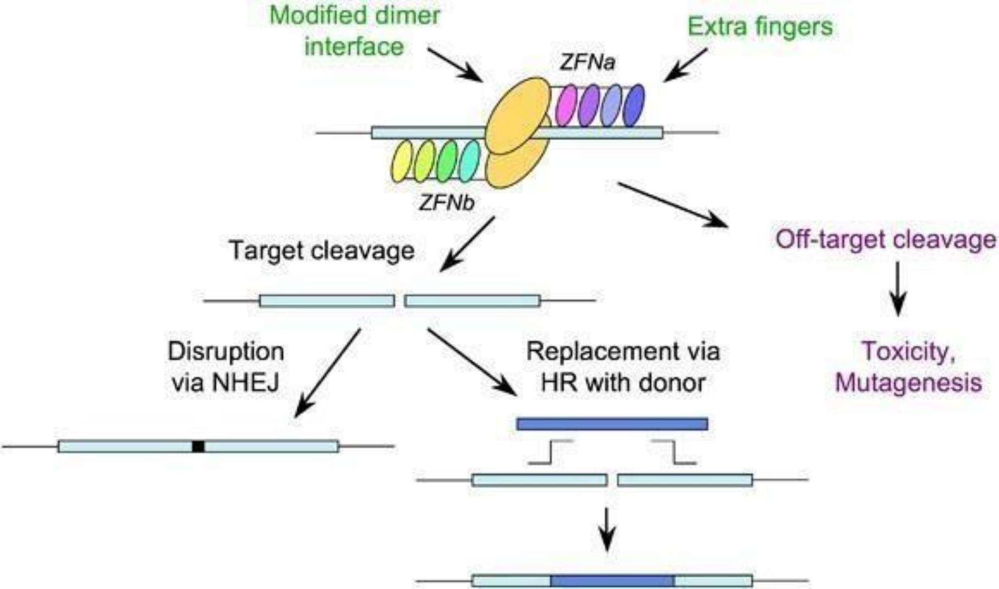 Modified dimer
interface
Extra fingers
ZFNa
ZFNb
Target cleavage
Off-target cleavage
Disruption
via NHEJ
Replacement via
HR with donor
Toxicity,
Mutagenesis